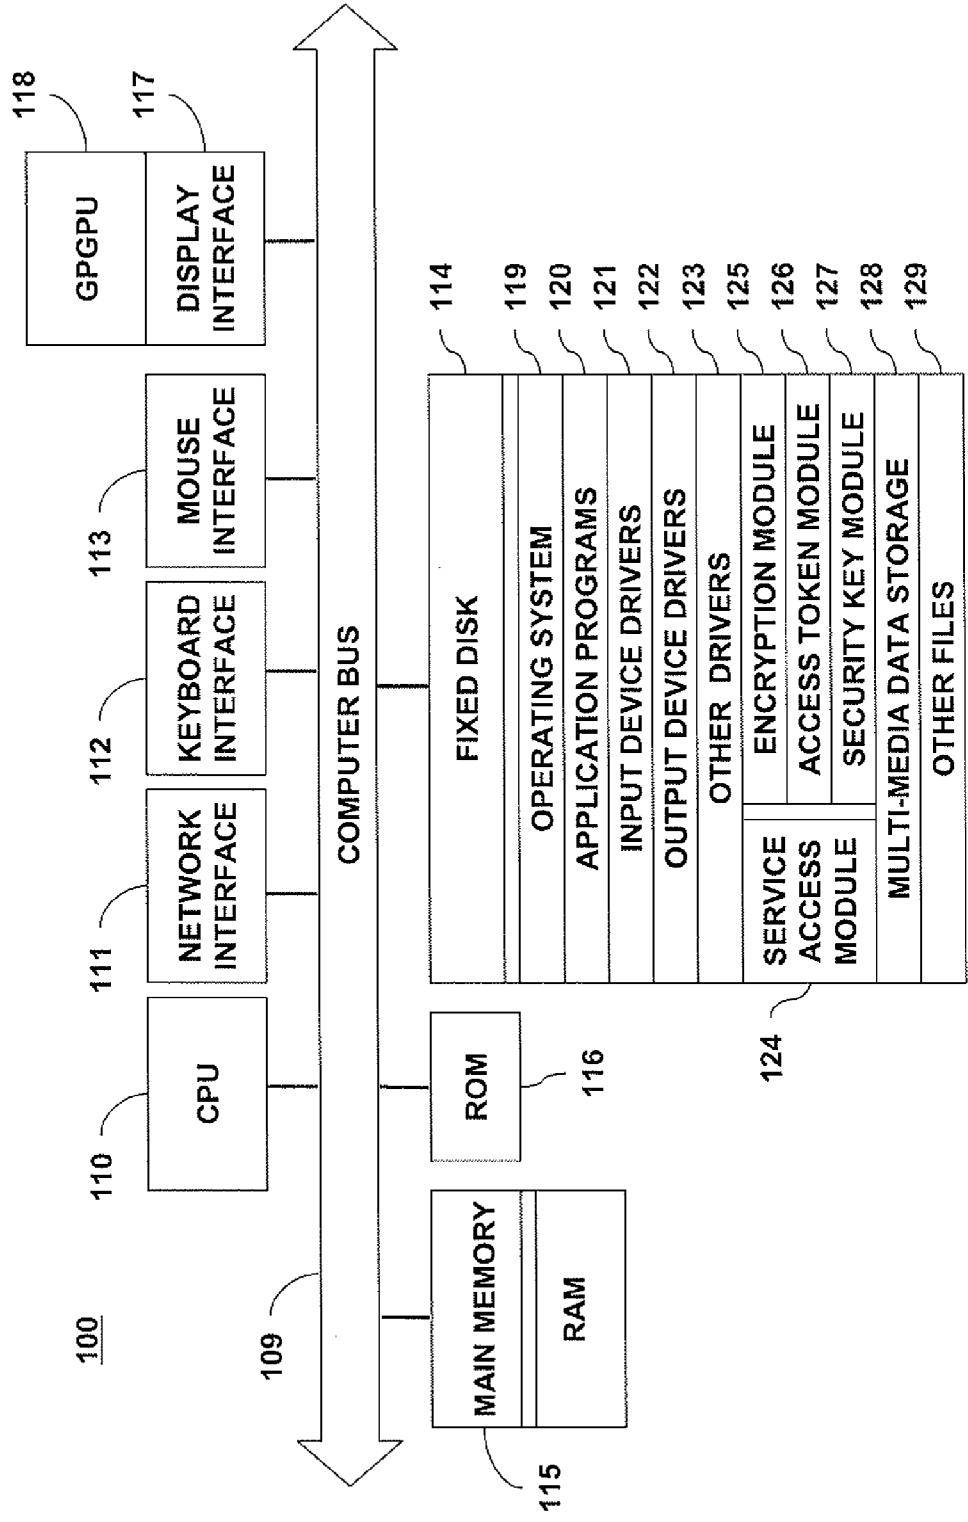 100
118
117
GPGPU
DISPLAY
INTERFACE
110
111
112
113
CPU
NETWORK
INTERFACE
KEYBOARD
INTERFACE
MOUSE
INTERFACE
109
COMPUTER BUS
115
MAIN MEMORY
RAM
ROM
116
FIXED DISK
114
OPERATING SYSTEM
119
APPLICATION PROGRAMS
120
INPUT DEVICE DRIVERS
121
OUTPUT DEVICE DRIVERS
122
OTHER DRIVERS
123
124
SERVICE
ACCESS
MODULE
ENCRYPTION MODULE
125
ACCESS TOKEN MODULE
126
SECURITY KEY MODULE
127
MULTI-MEDIA DATA STORAGE
128
OTHER FILES
129